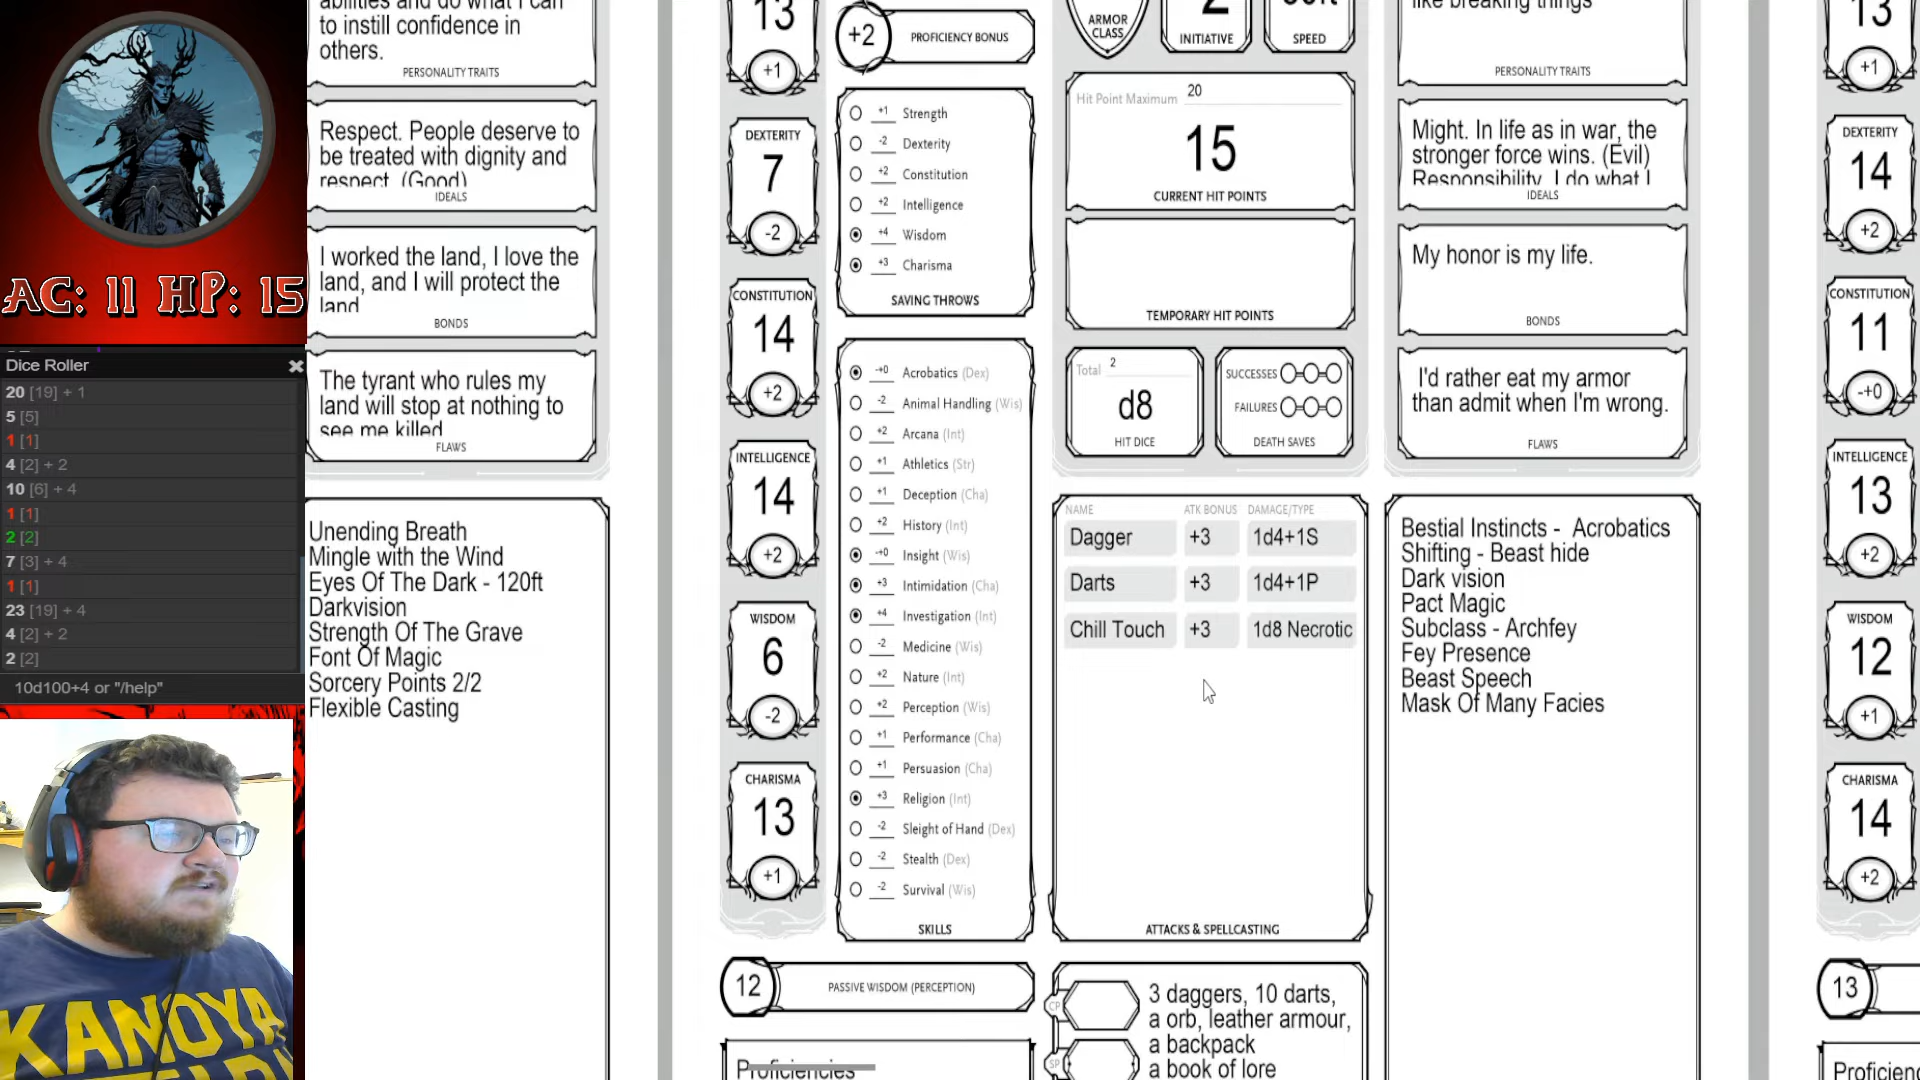 abilities and do what I can
to instill confidence in
others.
PERSONALITY TRAITS
Respect. People deserve to
be treated with dignity and
respect. (Good)
IDEALS
I worked the land, I love the
land, and I will protect the
land
BONDS
The tyrant who rules my
land will stop at nothing to
see me killed
FLAWS
AC: 11 HP: 15
Dice Roller
20 [19] + 1
5 [5]
1 [1]
4 [2] + 2
10 [6] + 4
1 [1]
2 [2]
7 [3] + 4
1 [1]
23 [19] + 4
4 [2] + 2
2 [2]
10d100+4 or "/help"
KANOYA
Unending Breath
Mingle with the Wind
Eyes Of The Dark - 120ft
Darkvision
Strength Of The Grave
Font Of Magic
Sorcery Points 2/2
Flexible Casting
13
+1
DEXTERITY
7
-2
CONSTITUTION
14
+2
INTELLIGENCE
14
+2
WISDOM
6
-2
CHARISMA
13
+1
+2 PROFICIENCY BONUS
+1 Strength
-2 Dexterity
+2 Constitution
+2 Intelligence
+4 Wisdom
+3 Charisma
SAVING THROWS
-+0 Acrobatics (Dex)
-2 Animal Handling (Wis)
+2 Arcana (Int)
+1 Athletics (Str)
+1 Deception (Cha)
+2 History (Int)
-+0 Insight (Wis)
+3 Intimidation (Cha)
+4 Investigation (Int)
-2 Medicine (Wis)
+2 Nature (Int)
+2 Perception (Wis)
+1 Performance (Cha)
+1 Persuasion (Cha)
+3 Religion (Int)
-2 Sleight of Hand (Dex)
-2 Stealth (Dex)
-2 Survival (Wis)
SKILLS
12 PASSIVE WISDOM (PERCEPTION)
Proficiencies
ARMOR
CLASS
INITIATIVE
SPEED
Hit Point Maximum 20
15
CURRENT HIT POINTS
TEMPORARY HIT POINTS
Total 2
d8
HIT DICE
SUCCESSES
FAILURES
DEATH SAVES
NAME ATK BONUS DAMAGE/TYPE
Dagger +3 1d4+1S
Darts +3 1d4+1P
Chill Touch +3 1d8 Necrotic
ATTACKS & SPELLCASTING
CP
SP
3 daggers, 10 darts,
a orb, leather armour,
a backpack
a book of lore
like breaking things
PERSONALITY TRAITS
Might. In life as in war, the
stronger force wins. (Evil)
Responsibility. I do what I
IDEALS
My honor is my life.
BONDS
I'd rather eat my armor
than admit when I'm wrong.
FLAWS
Bestial Instincts - Acrobatics
Shifting - Beast hide
Dark vision
Pact Magic
Subclass - Archfey
Fey Presence
Beast Speech
Mask Of Many Facies
13
+1
DEXTERITY
14
+2
CONSTITUTION
11
-+0
INTELLIGENCE
13
+2
WISDOM
12
+1
CHARISMA
14
+2
13